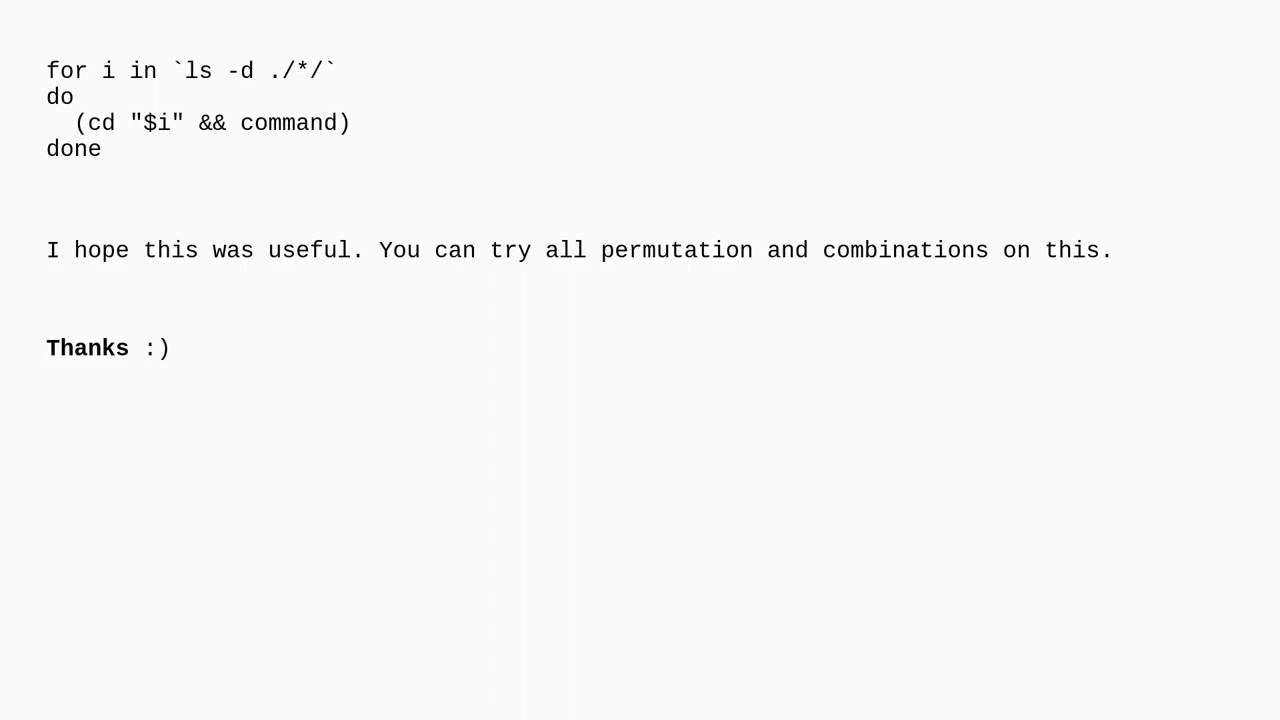 for i in `ls -d ./*/`
do
  (cd "$i" && command)
done
I hope this was useful. You can try all permutation and combinations on this.
Thanks :)